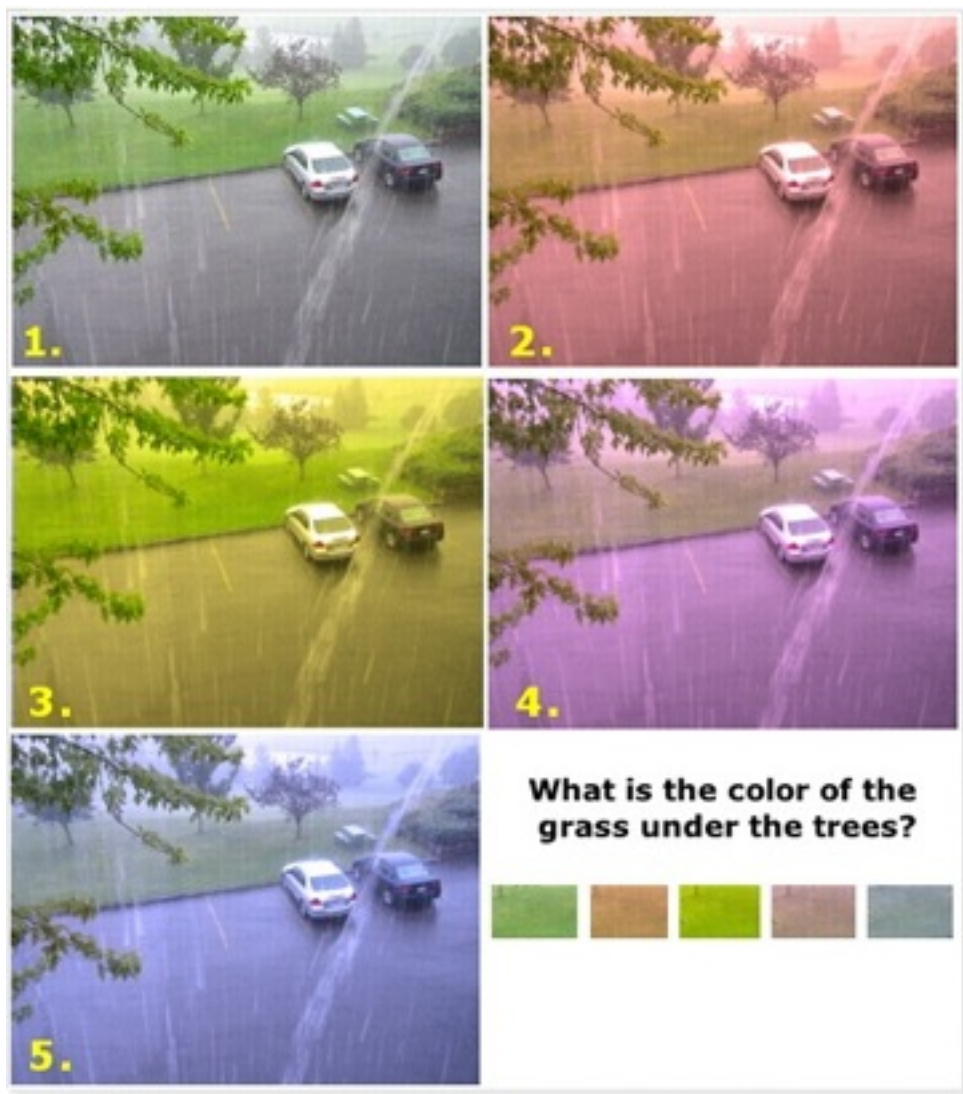 1.
2.
3.
4.
5.
What is the color of the
grass under the trees?